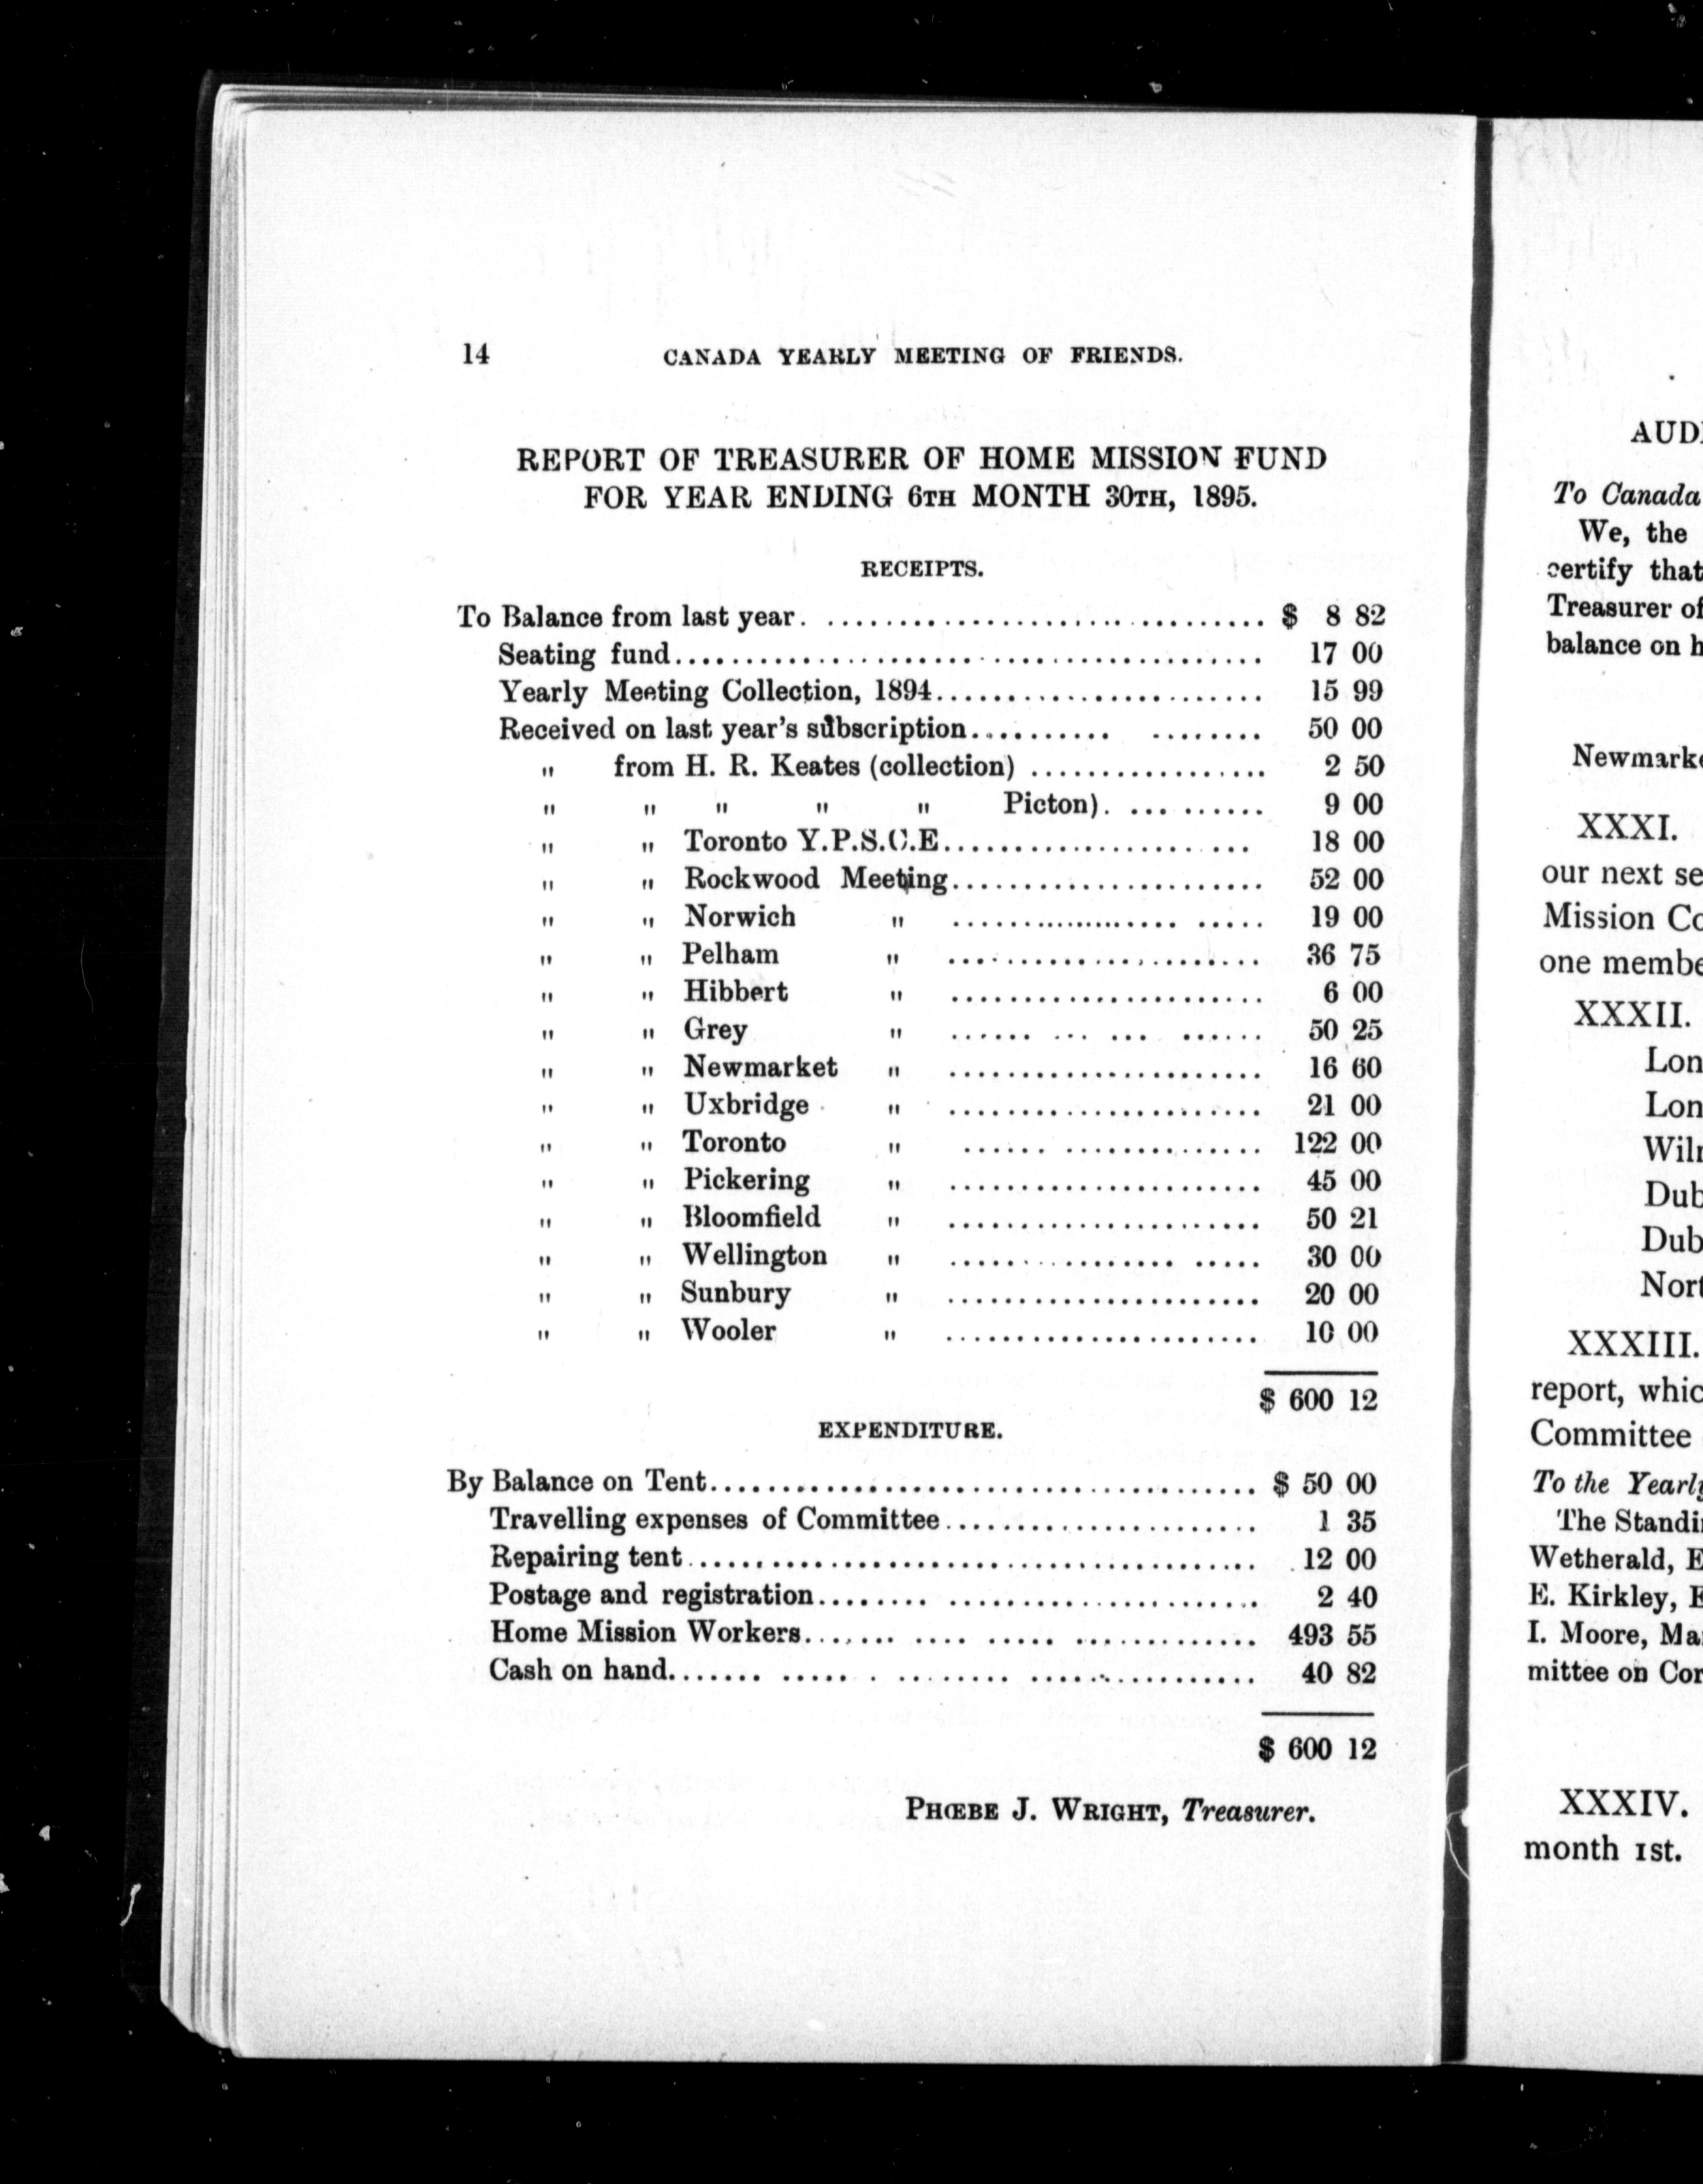 14 CANADA YEARLY MEETING OF FRIENDS.
REPORT OF TREASURER OF HOME MISSION FUND
FOR YEAR ENDING 6TH MONTH 30TH, 1895.
RECEIPTS.
To Balance from last year. .............................. $ 8 82
Seating fund......................................... 17 00
Yearly Meeting Collection, 1894....................... 15 99
Received on last year's subscription.......... ........ 50 00
" from H. R. Keates (collection) ................. 2 50
" " " " " Picton). ... ...... 9 00
" " Toronto Y.P.S.C.E..................... ... 18 00
" " Rockwood Meeting...................... 52 00
" " Norwich " ................... ..... 19 00
" " Pelham " ...................... 36 75
" " Hibbert " ...................... 6 00
" " Grey " ...... ... ... ...... 50 25
" " Newmarket " ...................... 16 60
" " Uxbridge " ...................... 21 00
" " Toronto " ...... .............. 122 00
" " Pickering " ...................... 45 00
" " Bloomfield " ...................... 50 21
" " Wellington " ................ ..... 30 00
" " Sunbury " ...................... 20 00
" " Wooler " ...................... 10 00
$ 600 12
EXPENDITURE.
By Balance on Tent...................................... $ 50 00
Travelling expenses of Committee...................... 1 35
Repairing tent........................................ 12 00
Postage and registration........ ...................... 2 40
Home Mission Workers....... .... ..... ............. 493 55
Cash on hand....... ..... . ........ ................ 40 82
$ 600 12
PHŒBE J. WRIGHT, Treasurer.
AUD
To Canada
We, the
certify that
Treasurer of
balance on h
Newmark
XXXI.
our next se
Mission Co
one membe
XXXII.
Lon
Lon
Wil
Dub
Dub
Nort
XXXIII.
report, whic
Committee
To the Yearly
The Standi
Wetherald, E
E. Kirkley, E
I. Moore, Ma
mittee on Cor
XXXIV.
month 1st.